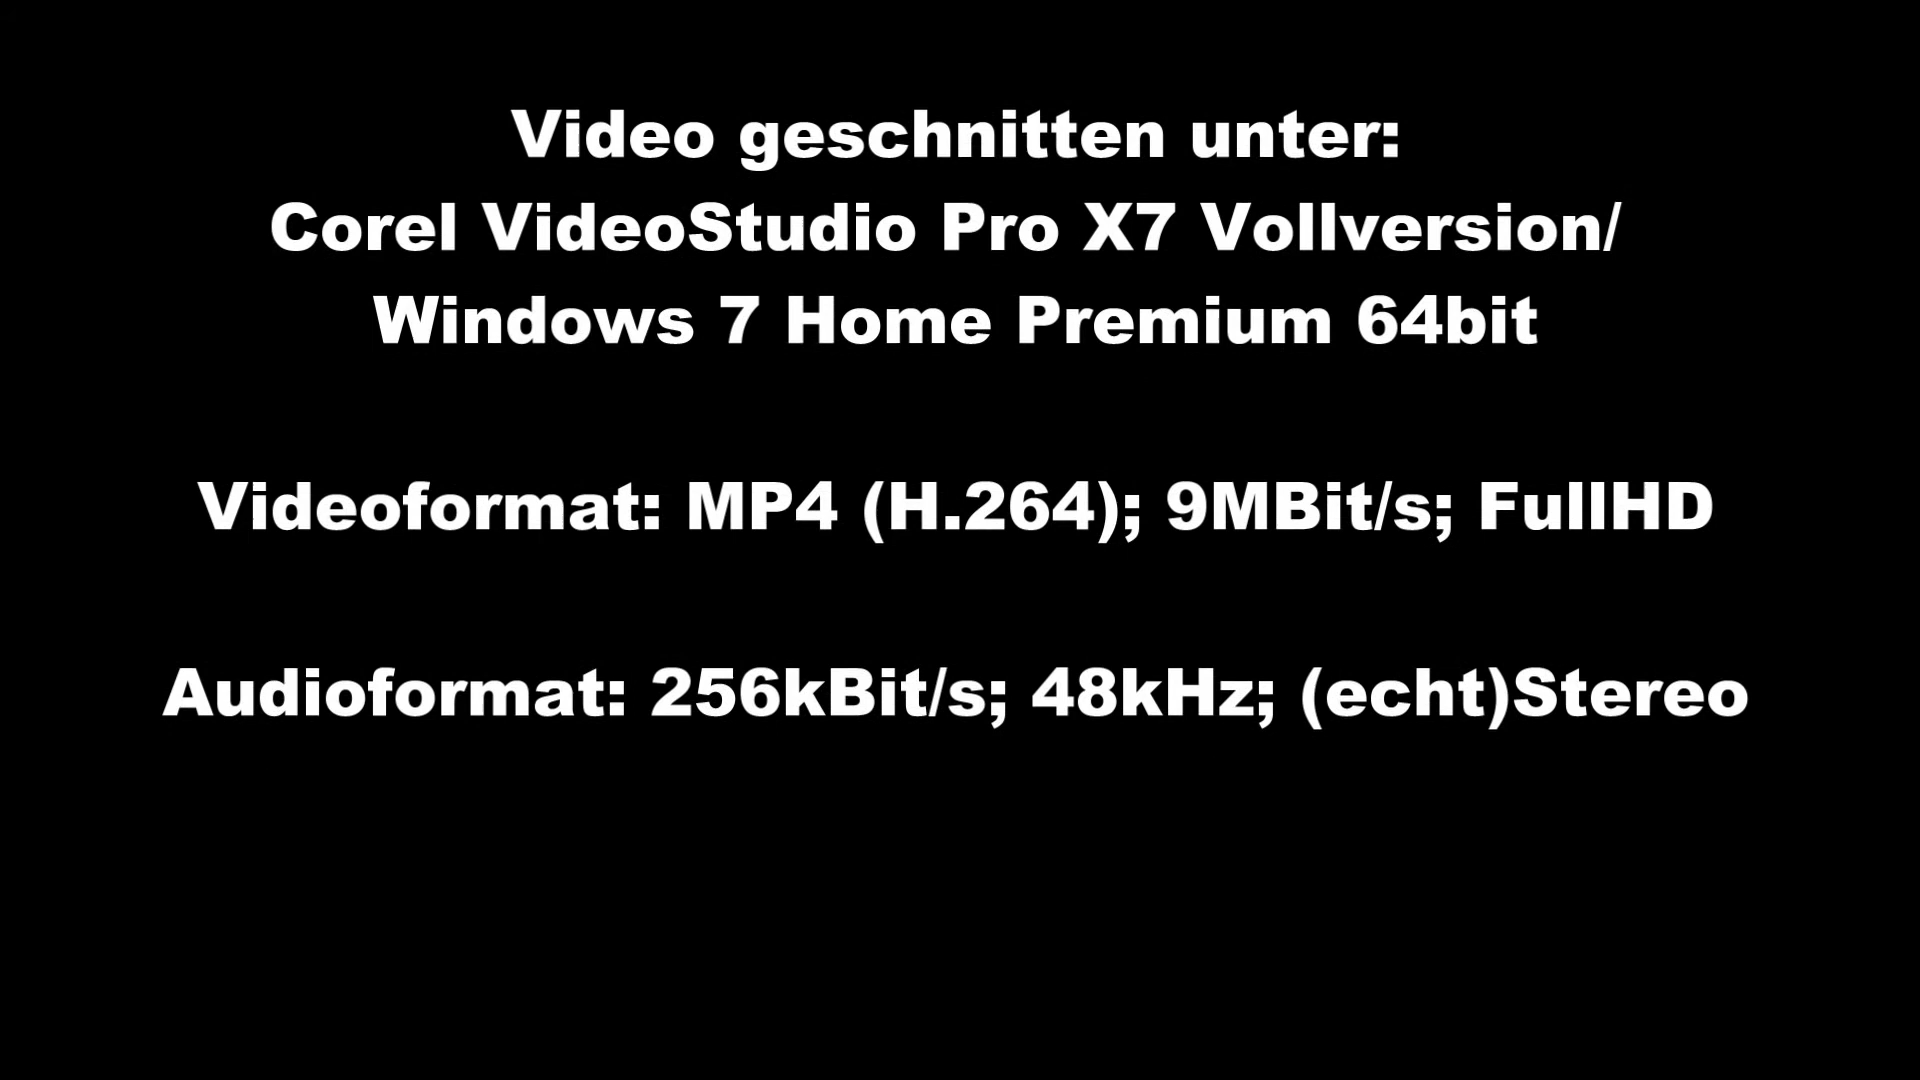 Video geschnitten unter:
Corel VideoStudio Pro X7 Vollversion/
Windows 7 Home Premium 64bit
Videoformat: MP4 (H.264); 9MBit/s; FullHD
Audioformat: 256kBit/s; 48kHz; (echt)Stereo